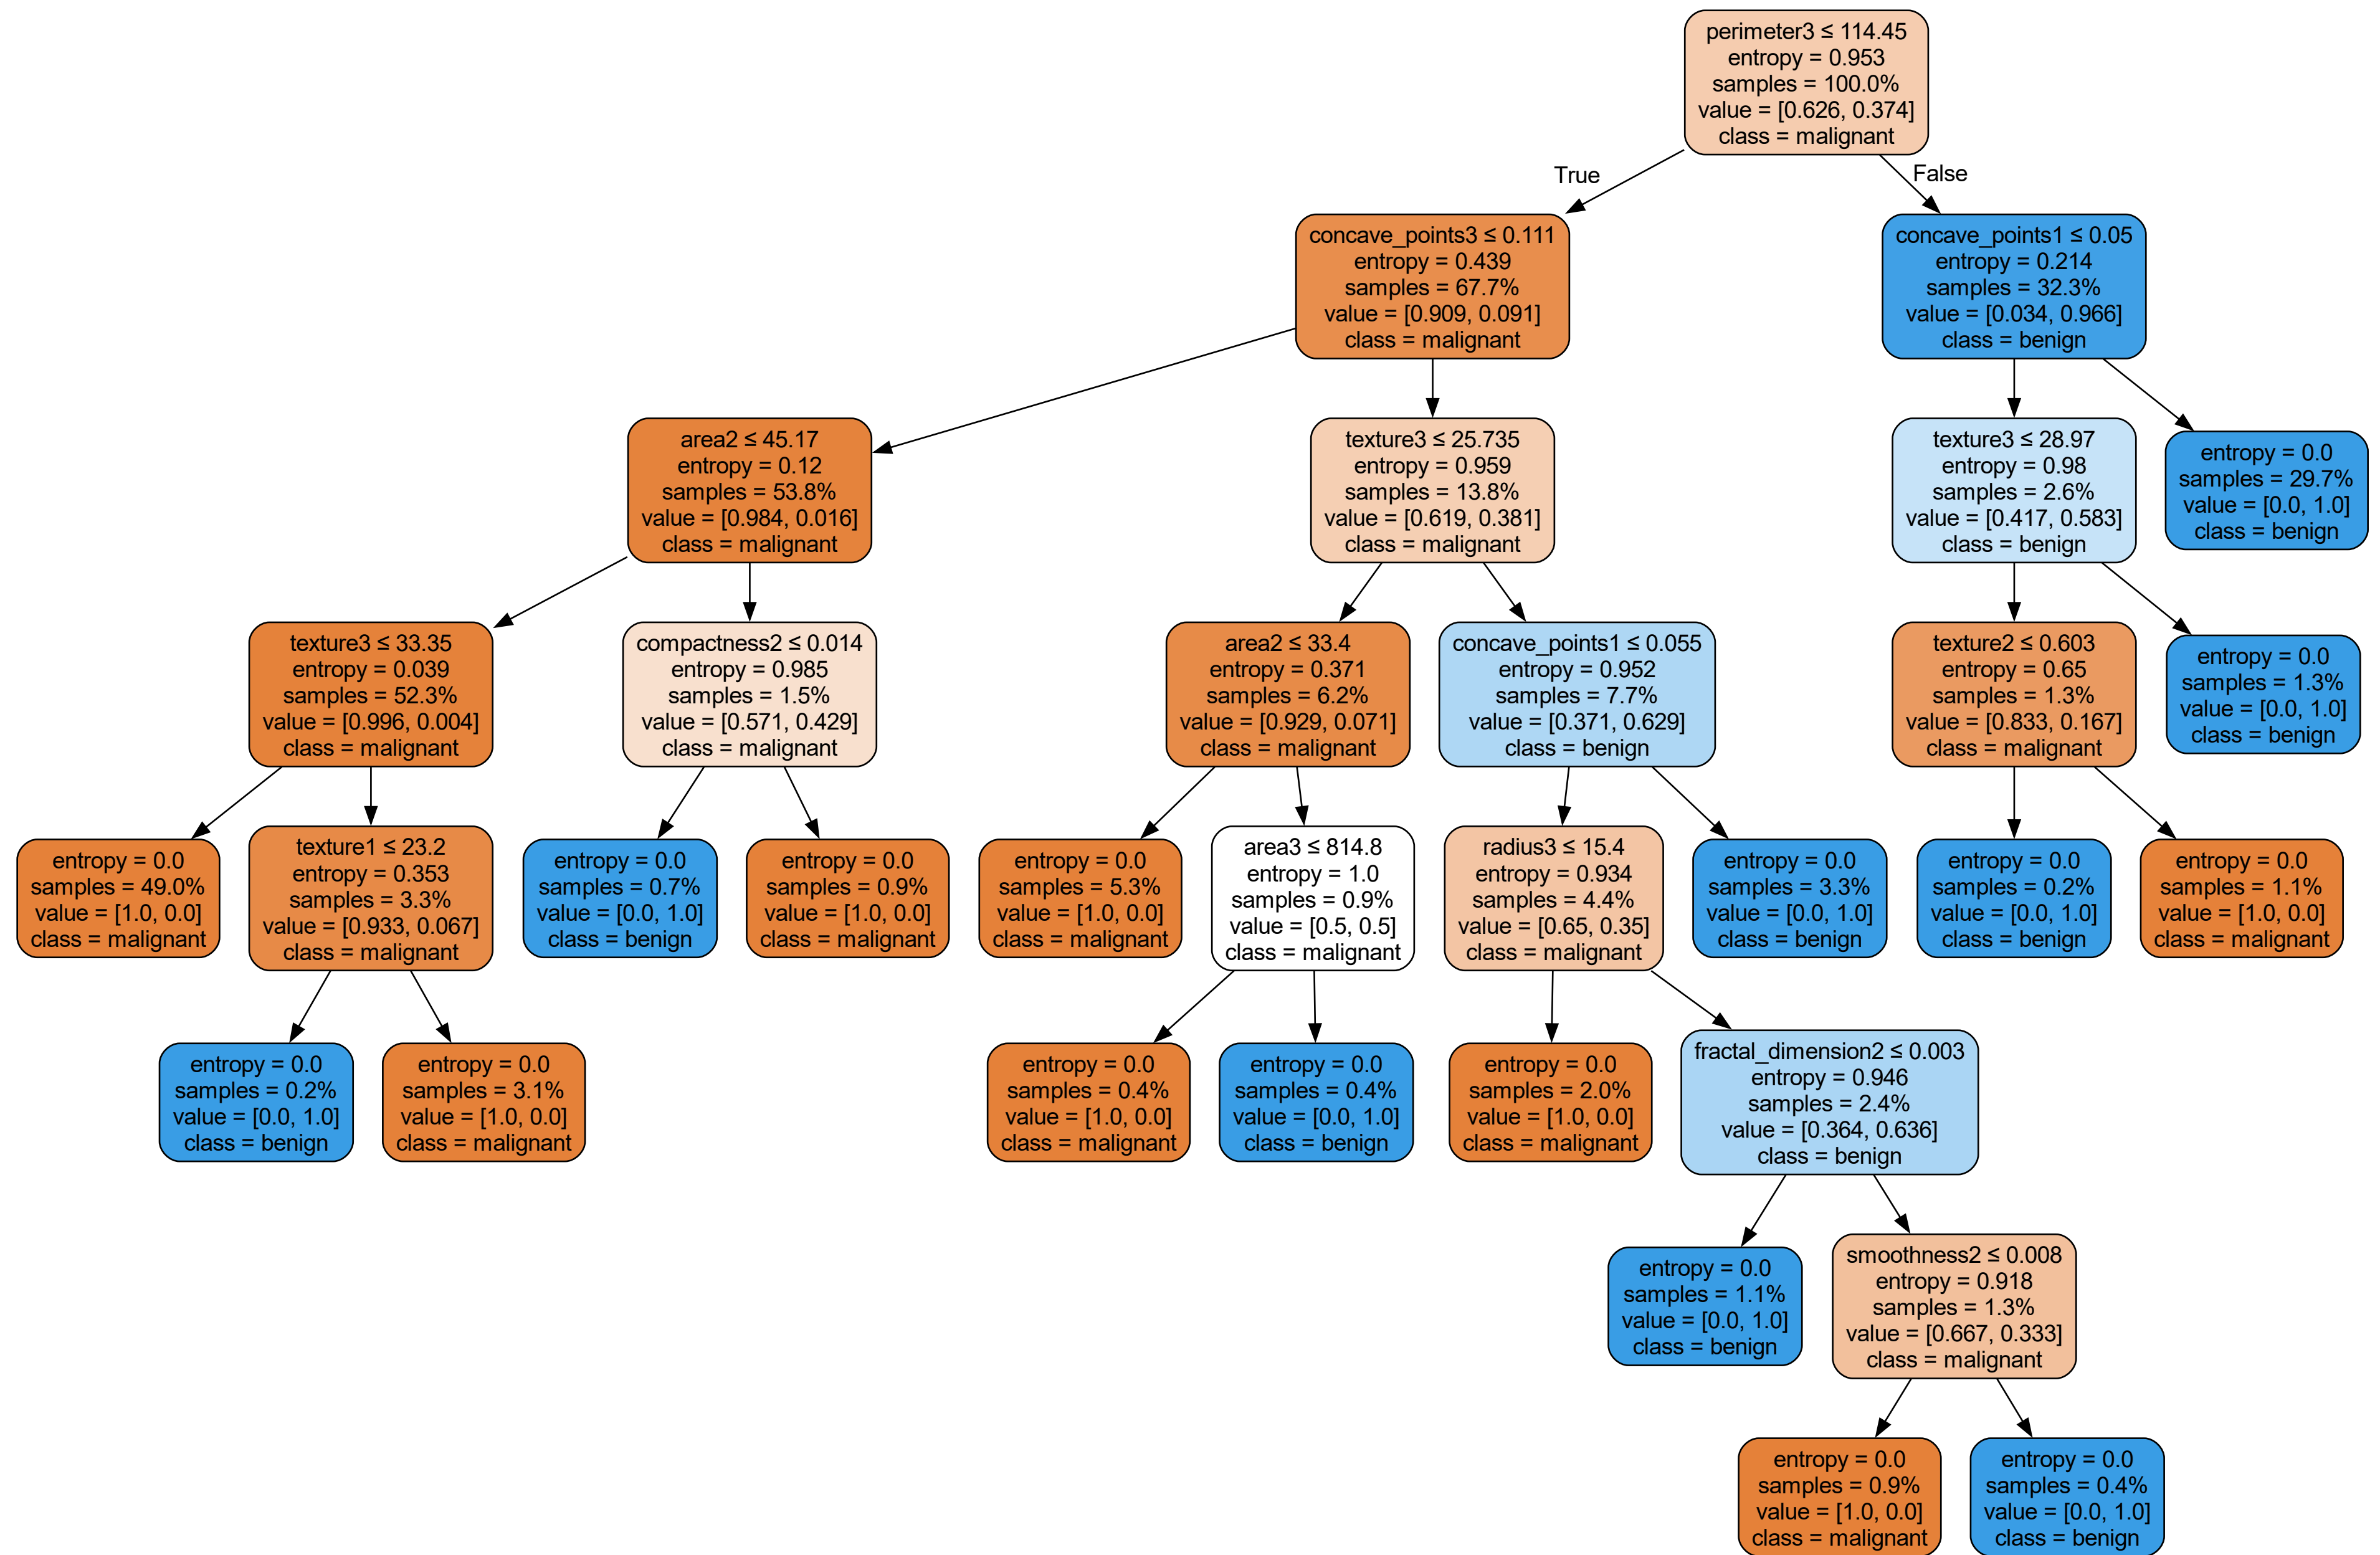 perimeter3 ≤ 114.45
entropy = 0.953
samples = 100.0%
value = [0.626, 0.374]
class = malignant
True
False
concave_points3 ≤ 0.111
entropy = 0.439
samples = 67.7%
value = [0.909, 0.091]
class = malignant
concave_points1 ≤ 0.05
entropy = 0.214
samples = 32.3%
value = [0.034, 0.966]
class = benign
area2 ≤ 45.17
entropy = 0.12
samples = 53.8%
value = [0.984, 0.016]
class = malignant
texture3 ≤ 25.735
entropy = 0.959
samples = 13.8%
value = [0.619, 0.381]
class = malignant
texture3 ≤ 28.97
entropy = 0.98
samples = 2.6%
value = [0.417, 0.583]
class = benign
entropy = 0.0
samples = 29.7%
value = [0.0, 1.0]
class = benign
texture3 ≤ 33.35
entropy = 0.039
samples = 52.3%
value = [0.996, 0.004]
class = malignant
compactness2 ≤ 0.014
entropy = 0.985
samples = 1.5%
value = [0.571, 0.429]
class = malignant
area2 ≤ 33.4
entropy = 0.371
samples = 6.2%
value = [0.929, 0.071]
class = malignant
concave_points1 ≤ 0.055
entropy = 0.952
samples = 7.7%
value = [0.371, 0.629]
class = benign
texture2 ≤ 0.603
entropy = 0.65
samples = 1.3%
value = [0.833, 0.167]
class = malignant
entropy = 0.0
samples = 1.3%
value = [0.0, 1.0]
class = benign
entropy = 0.0
samples = 49.0%
value = [1.0, 0.0]
class = malignant
texture1 ≤ 23.2
entropy = 0.353
samples = 3.3%
value = [0.933, 0.067]
class = malignant
entropy = 0.0
samples = 0.7%
value = [0.0, 1.0]
class = benign
entropy = 0.0
samples = 0.9%
value = [1.0, 0.0]
class = malignant
entropy = 0.0
samples = 5.3%
value = [1.0, 0.0]
class = malignant
area3 ≤ 814.8
entropy = 1.0
samples = 0.9%
value = [0.5, 0.5]
class = malignant
radius3 ≤ 15.4
entropy = 0.934
samples = 4.4%
value = [0.65, 0.35]
class = malignant
entropy = 0.0
samples = 3.3%
value = [0.0, 1.0]
class = benign
entropy = 0.0
samples = 0.2%
value = [0.0, 1.0]
class = benign
entropy = 0.0
samples = 1.1%
value = [1.0, 0.0]
class = malignant
entropy = 0.0
samples = 0.2%
value = [0.0, 1.0]
class = benign
entropy = 0.0
samples = 3.1%
value = [1.0, 0.0]
class = malignant
entropy = 0.0
samples = 0.4%
value = [1.0, 0.0]
class = malignant
entropy = 0.0
samples = 0.4%
value = [0.0, 1.0]
class = benign
entropy = 0.0
samples = 2.0%
value = [1.0, 0.0]
class = malignant
fractal_dimension2 ≤ 0.003
entropy = 0.946
samples = 2.4%
value = [0.364, 0.636]
class = benign
entropy = 0.0
samples = 1.1%
value = [0.0, 1.0]
class = benign
smoothness2 ≤ 0.008
entropy = 0.918
samples = 1.3%
value = [0.667, 0.333]
class = malignant
entropy = 0.0
samples = 0.9%
value = [1.0, 0.0]
class = malignant
entropy = 0.0
samples = 0.4%
value = [0.0, 1.0]
class = benign